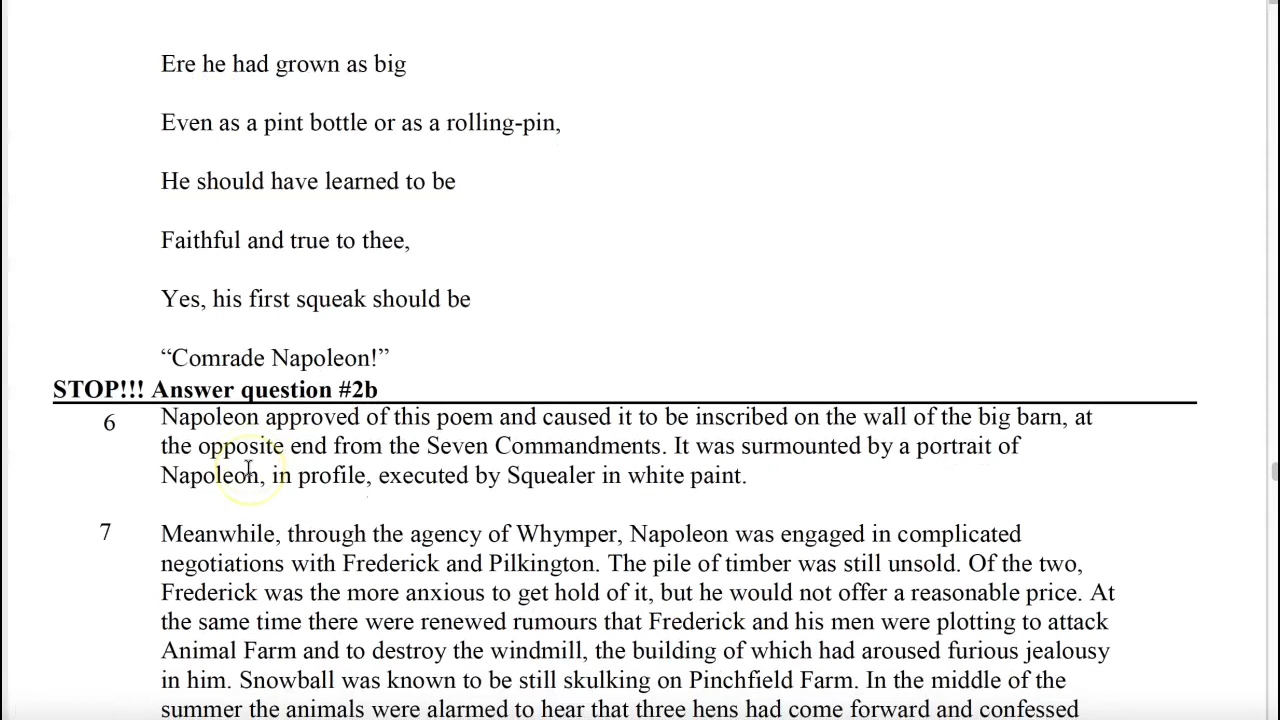 Ere he had grown as big
Even as a pint bottle or as a rolling-pin,
He should have learned to be
Faithful and true to thee,
Yes, his first squeak should be
“Comrade Napoleon!”
STOP!!! Answer question #2b
6 Napoleon approved of this poem and caused it to be inscribed on the wall of the big barn, at
the opposite end from the Seven Commandments. It was surmounted by a portrait of
Napoleon, in profile, executed by Squealer in white paint.
7 Meanwhile, through the agency of Whymper, Napoleon was engaged in complicated
negotiations with Frederick and Pilkington. The pile of timber was still unsold. Of the two,
Frederick was the more anxious to get hold of it, but he would not offer a reasonable price. At
the same time there were renewed rumours that Frederick and his men were plotting to attack
Animal Farm and to destroy the windmill, the building of which had aroused furious jealousy
in him. Snowball was known to be still skulking on Pinchfield Farm. In the middle of the
summer the animals were alarmed to hear that three hens had come forward and confessed